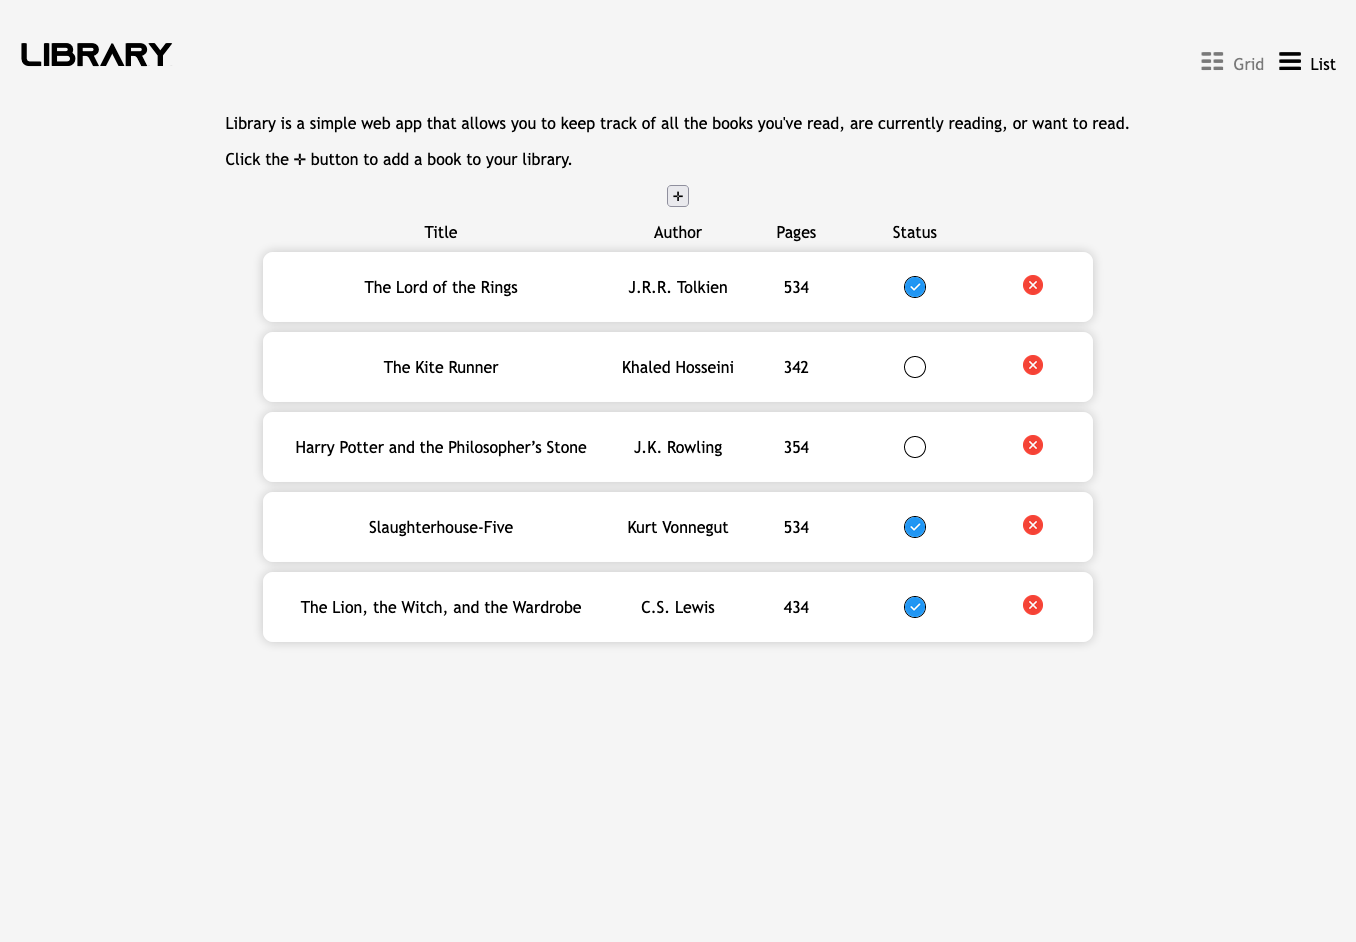 LIBRARY
Grid List
Library is a simple web app that allows you to keep track of all the books you've read, are currently reading, or want to read.
Click the ✛ button to add a book to your library.
✛
Title Author Pages Status
The Lord of the Rings J.R.R. Tolkien 534
The Kite Runner Khaled Hosseini 342
Harry Potter and the Philosopher’s Stone J.K. Rowling 354
Slaughterhouse-Five Kurt Vonnegut 534
The Lion, the Witch, and the Wardrobe C.S. Lewis 434